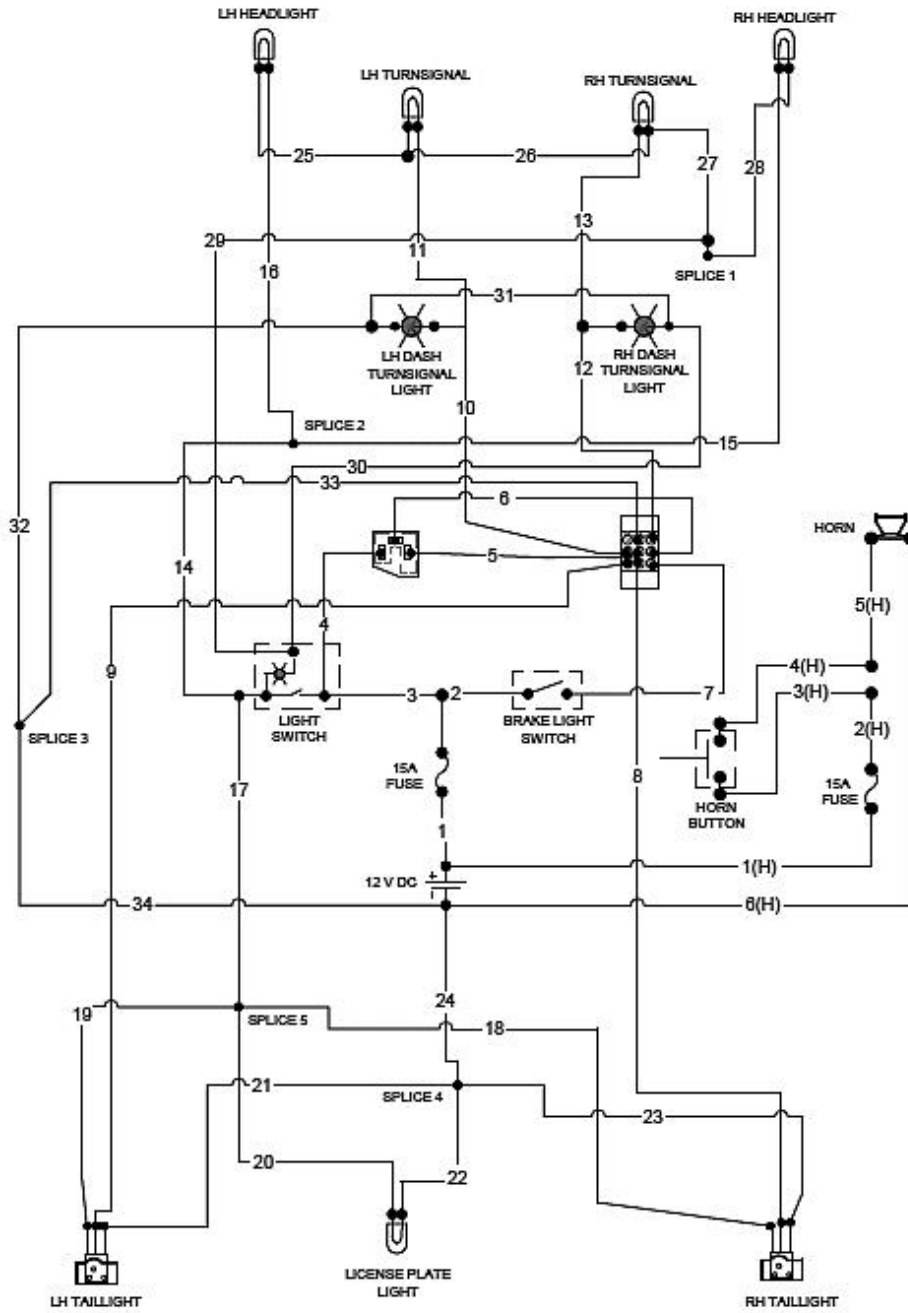 LH HEADLIGHT
RH HEADLIGHT
LH TURNSIGNAL
RH TURNSIGNAL
25
26
27
28
13
29
11
16
SPLICE 1
31
LH DASH
TURNSIGNAL
LIGHT
RH DASH
TURNSIGNAL
LIGHT
12
10
SPLICE 2
15
30
33
6
32
HORN
5
14
5(H)
4
9
4(H)
3(H)
3
2
7
LIGHT
SWITCH
BRAKE LIGHT
SWITCH
SPLICE 3
2(H)
15A
FUSE
8
17
15A
FUSE
HORN
BUTTON
1
1(H)
12 V DC
+
-
34
6(H)
24
19
SPLICE 5
18
21
SPLICE 4
23
20
22
LICENSE PLATE
LIGHT
LH TAILLIGHT
RH TAILLIGHT